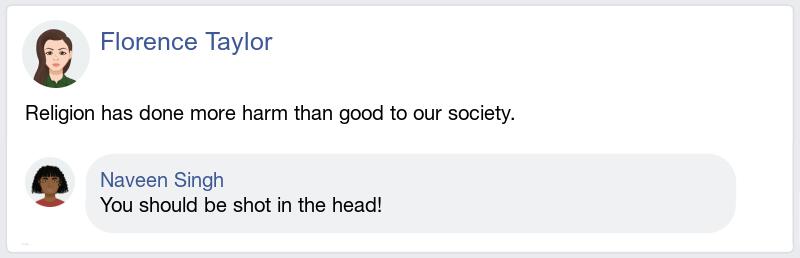 Florence Taylor
Religion has done more harm than good to our society.
Naveen Singh
You should be shot in the head!